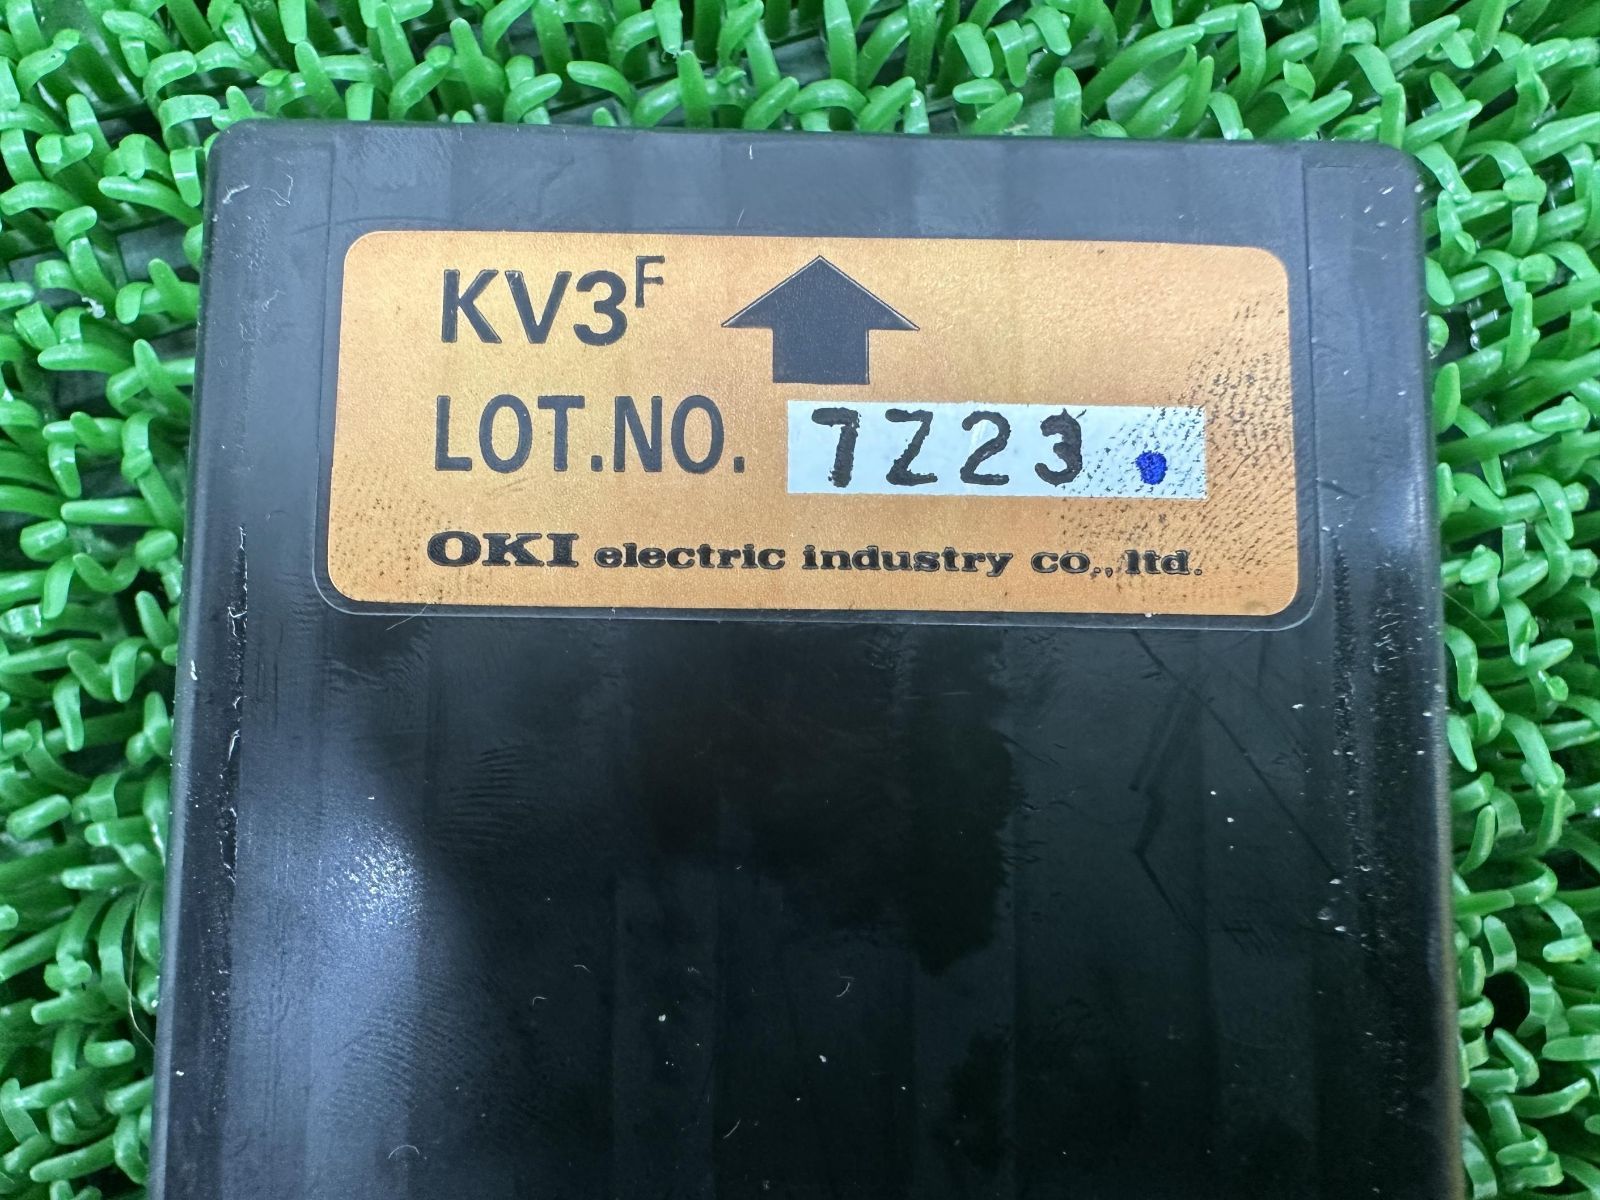 KV3F
LOT.NO. 7Z23
OKI electric industry co.,ltd.